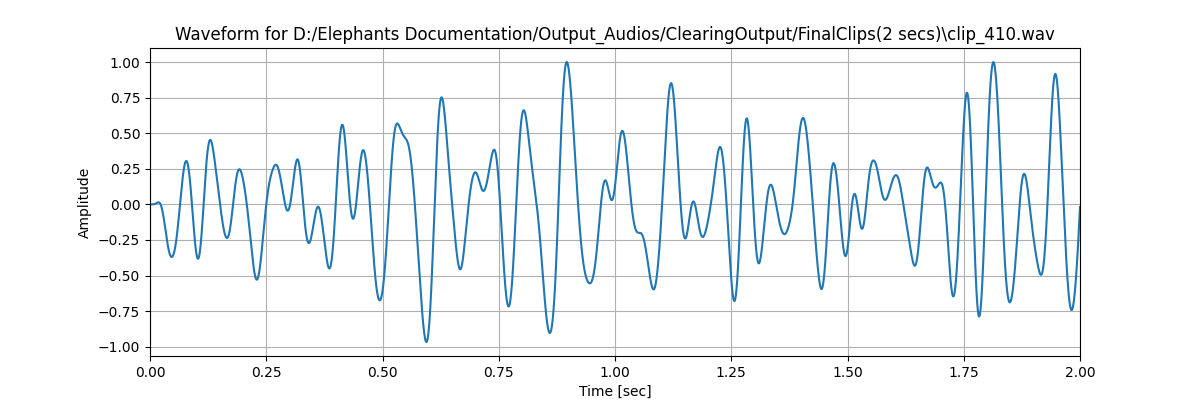 Waveform for D:/Elephants Documentation/Output_Audios/ClearingOutput/FinalClips(2 secs)\clip_410.wav
1.00
0.75
0.50
0.25
0.00
−0.25
−0.50
−0.75
−1.00
Amplitude
0.00 0.25 0.50 0.75 1.00 1.25 1.50 1.75 2.00
Time [sec]